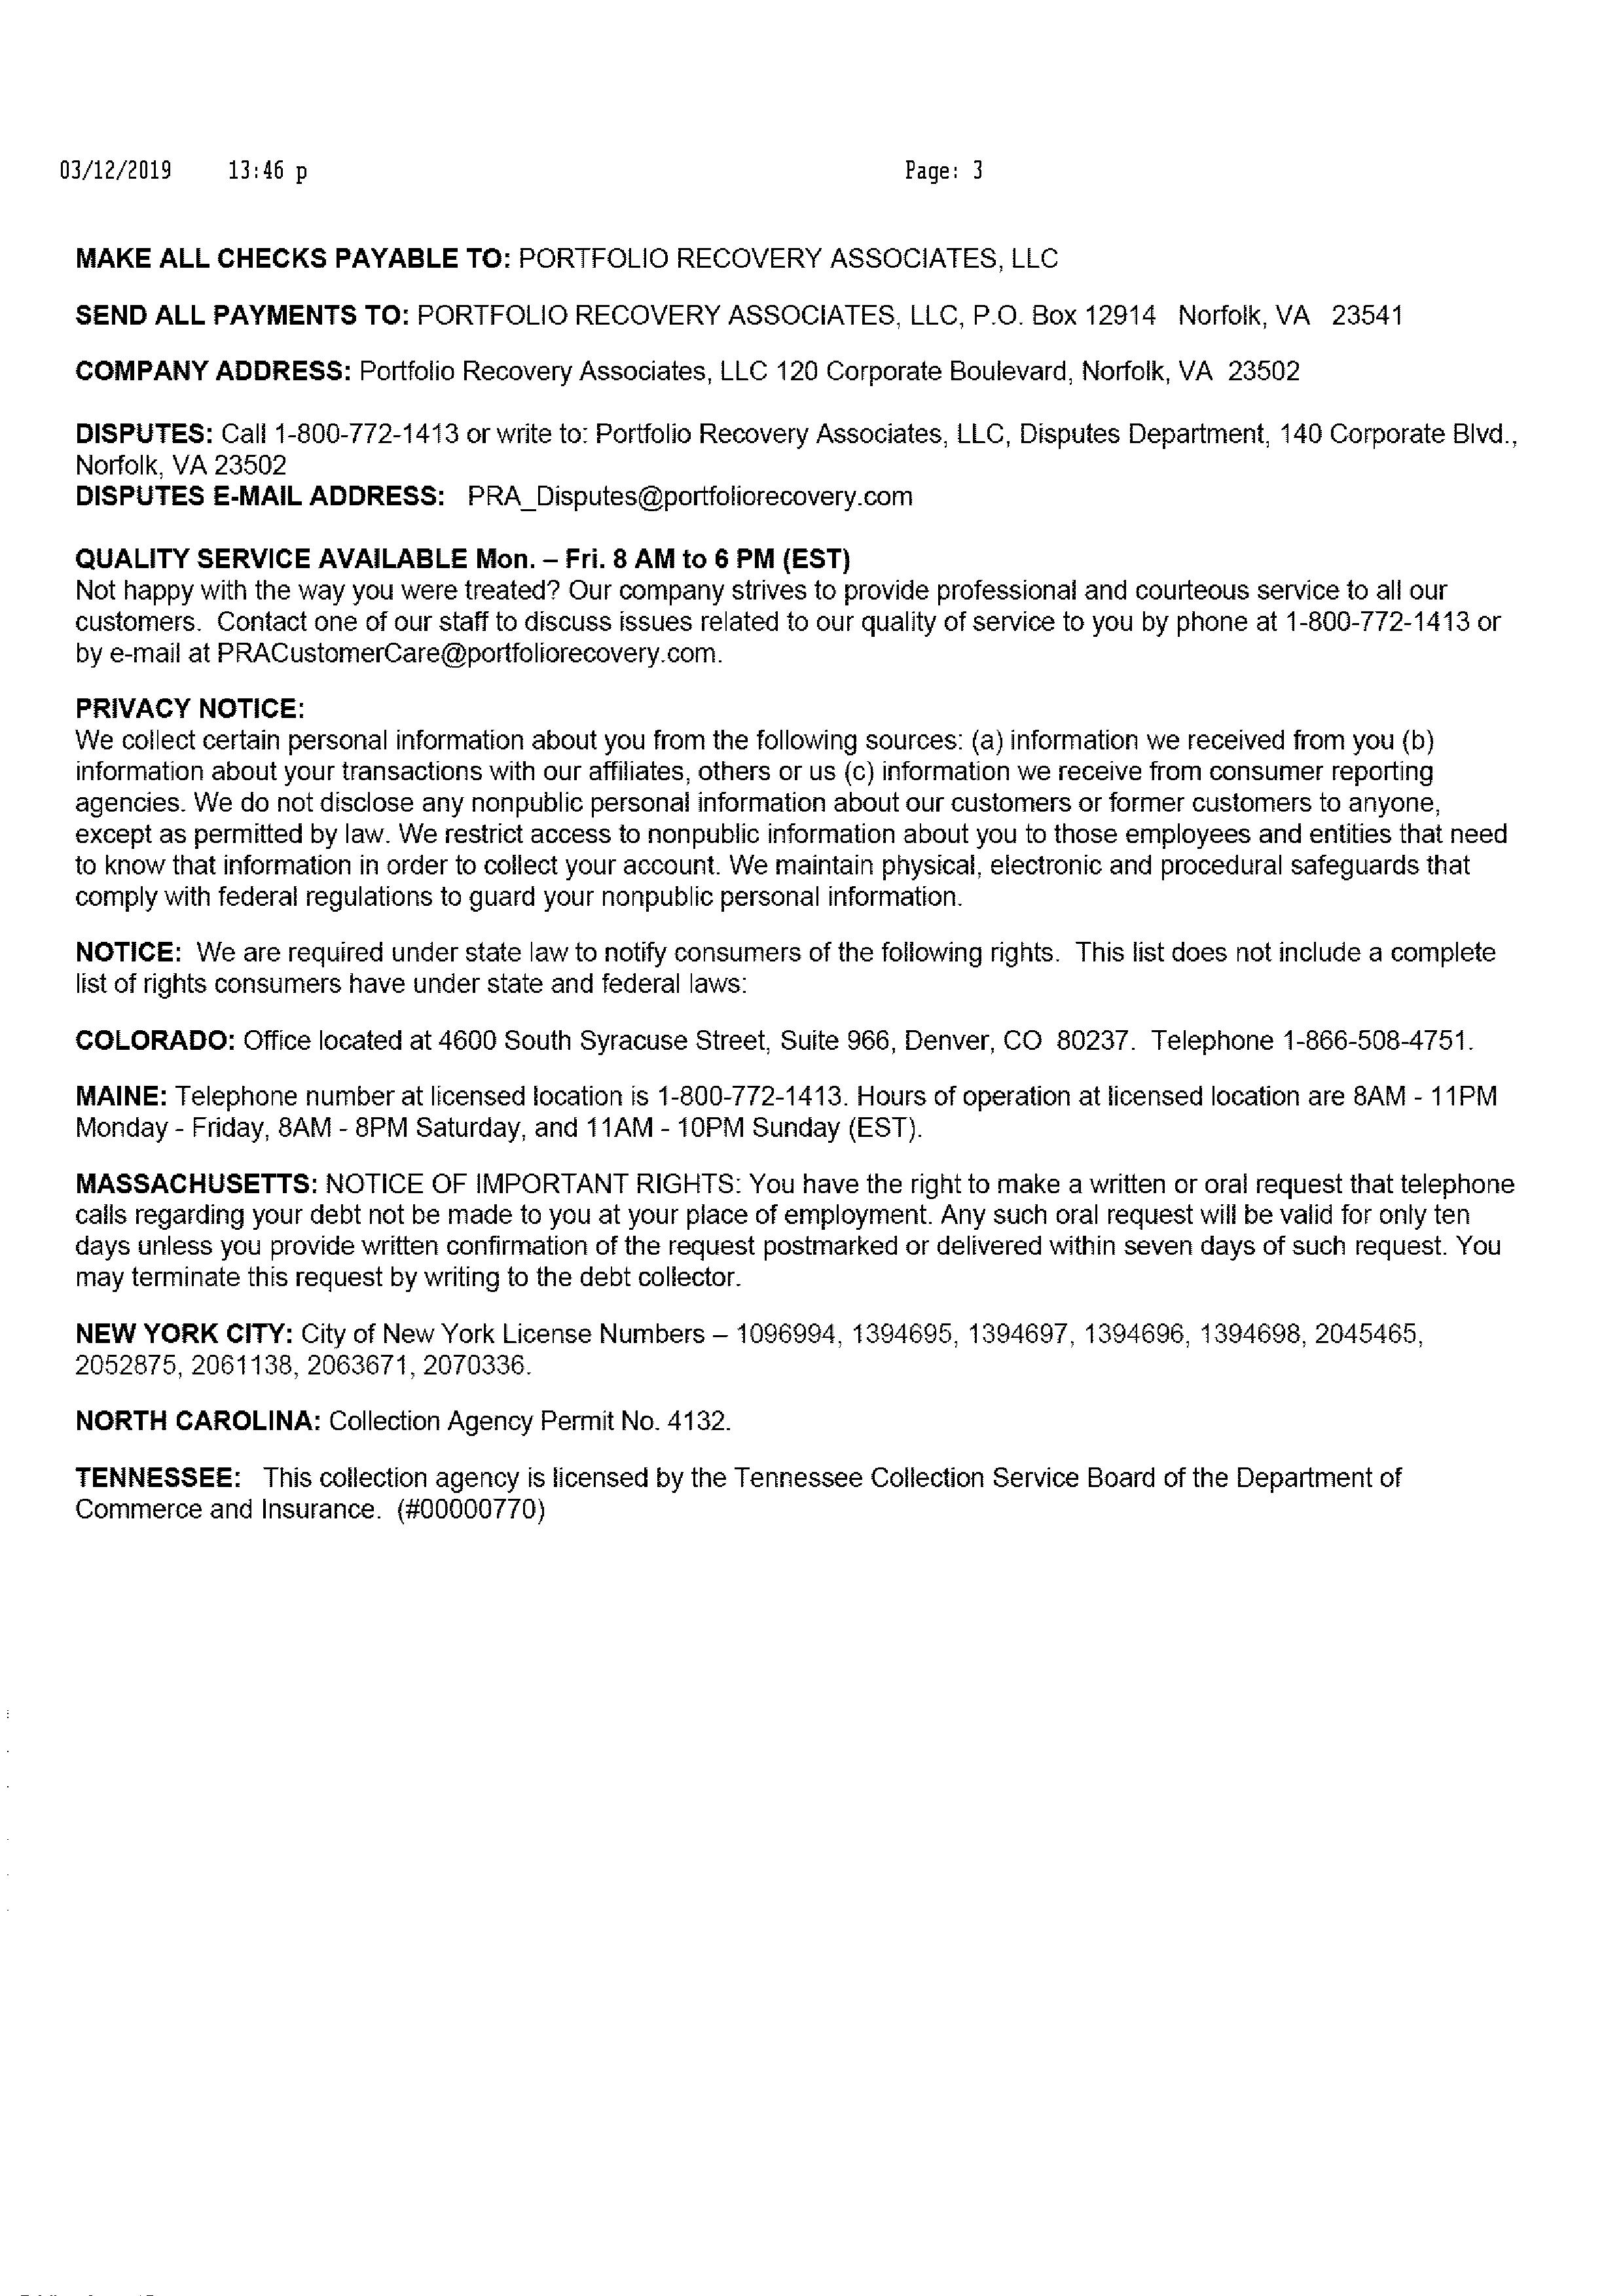 03/12/2019 13:46 p Page: 3
MAKE ALL CHECKS PAYABLE TO: PORTFOLIO RECOVERY ASSOCIATES, LLC
SEND ALL PAYMENTS TO: PORTFOLIO RECOVERY ASSOCIATES, LLC, P.O. Box 12914 Norfolk, VA 23541
COMPANY ADDRESS: Portfolio Recovery Associates, LLC 120 Corporate Boulevard, Norfolk, VA 23502
DISPUTES: Call 1-800-772-1413 or write to: Portfolio Recovery Associates, LLC, Disputes Department, 140 Corporate Blvd.,
Norfolk, VA 23502
DISPUTES E-MAIL ADDRESS: PRA_Disputes@portfoliorecovery.com
QUALITY SERVICE AVAILABLE Mon. – Fri. 8 AM to 6 PM (EST)
Not happy with the way you were treated? Our company strives to provide professional and courteous service to all our
customers. Contact one of our staff to discuss issues related to our quality of service to you by phone at 1-800-772-1413 or
by e-mail at PRACustomerCare@portfoliorecovery.com.
PRIVACY NOTICE:
We collect certain personal information about you from the following sources: (a) information we received from you (b)
information about your transactions with our affiliates, others or us (c) information we receive from consumer reporting
agencies. We do not disclose any nonpublic personal information about our customers or former customers to anyone,
except as permitted by law. We restrict access to nonpublic information about you to those employees and entities that need
to know that information in order to collect your account. We maintain physical, electronic and procedural safeguards that
comply with federal regulations to guard your nonpublic personal information.
NOTICE: We are required under state law to notify consumers of the following rights. This list does not include a complete
list of rights consumers have under state and federal laws:
COLORADO: Office located at 4600 South Syracuse Street, Suite 966, Denver, CO 80237. Telephone 1-866-508-4751.
MAINE: Telephone number at licensed location is 1-800-772-1413. Hours of operation at licensed location are 8AM - 11PM
Monday - Friday, 8AM - 8PM Saturday, and 11AM - 10PM Sunday (EST).
MASSACHUSETTS: NOTICE OF IMPORTANT RIGHTS: You have the right to make a written or oral request that telephone
calls regarding your debt not be made to you at your place of employment. Any such oral request will be valid for only ten
days unless you provide written confirmation of the request postmarked or delivered within seven days of such request. You
may terminate this request by writing to the debt collector.
NEW YORK CITY: City of New York License Numbers – 1096994, 1394695, 1394697, 1394696, 1394698, 2045465,
2052875, 2061138, 2063671, 2070336.
NORTH CAROLINA: Collection Agency Permit No. 4132.
TENNESSEE: This collection agency is licensed by the Tennessee Collection Service Board of the Department of
Commerce and Insurance. (#00000770)